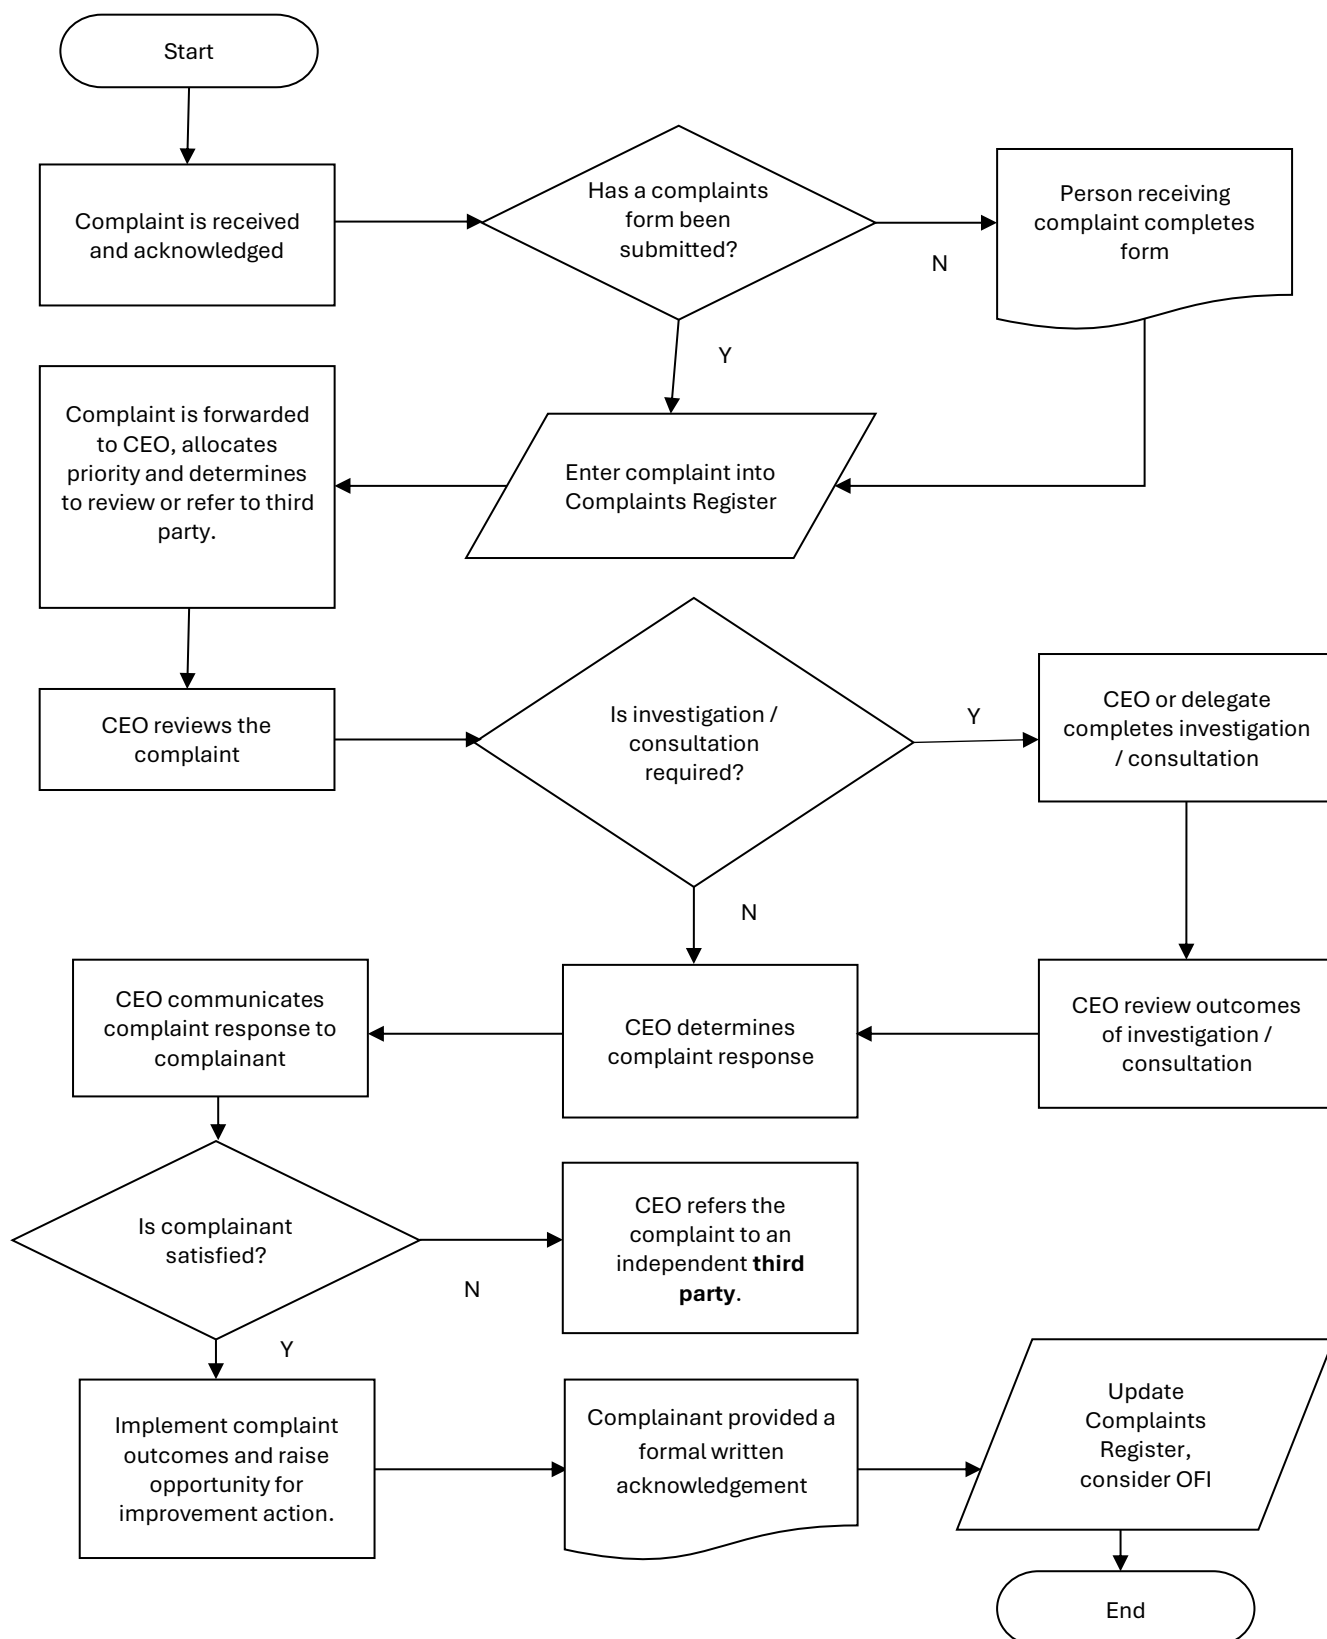 Start
Complaint is received
and acknowledged
Has a complaints
form been
submitted?
Person receiving
complaint completes
form
N
Y
Complaint is forwarded
to CEO, allocates
priority and determines
to review or refer to third
party.
Enter complaint into
Complaints Register
CEO reviews the
complaint
Is investigation /
consultation
required?
Y
CEO or delegate
completes investigation
/ consultation
N
CEO communicates
complaint response to
complainant
CEO determines
complaint response
CEO review outcomes
of investigation /
consultation
Is complainant
satisfied?
N
CEO refers the
complaint to an
independent third
party.
Y
Implement complaint
outcomes and raise
opportunity for
improvement action.
Complainant provided a
formal written
acknowledgement
Update
Complaints
Register,
consider OFI
End